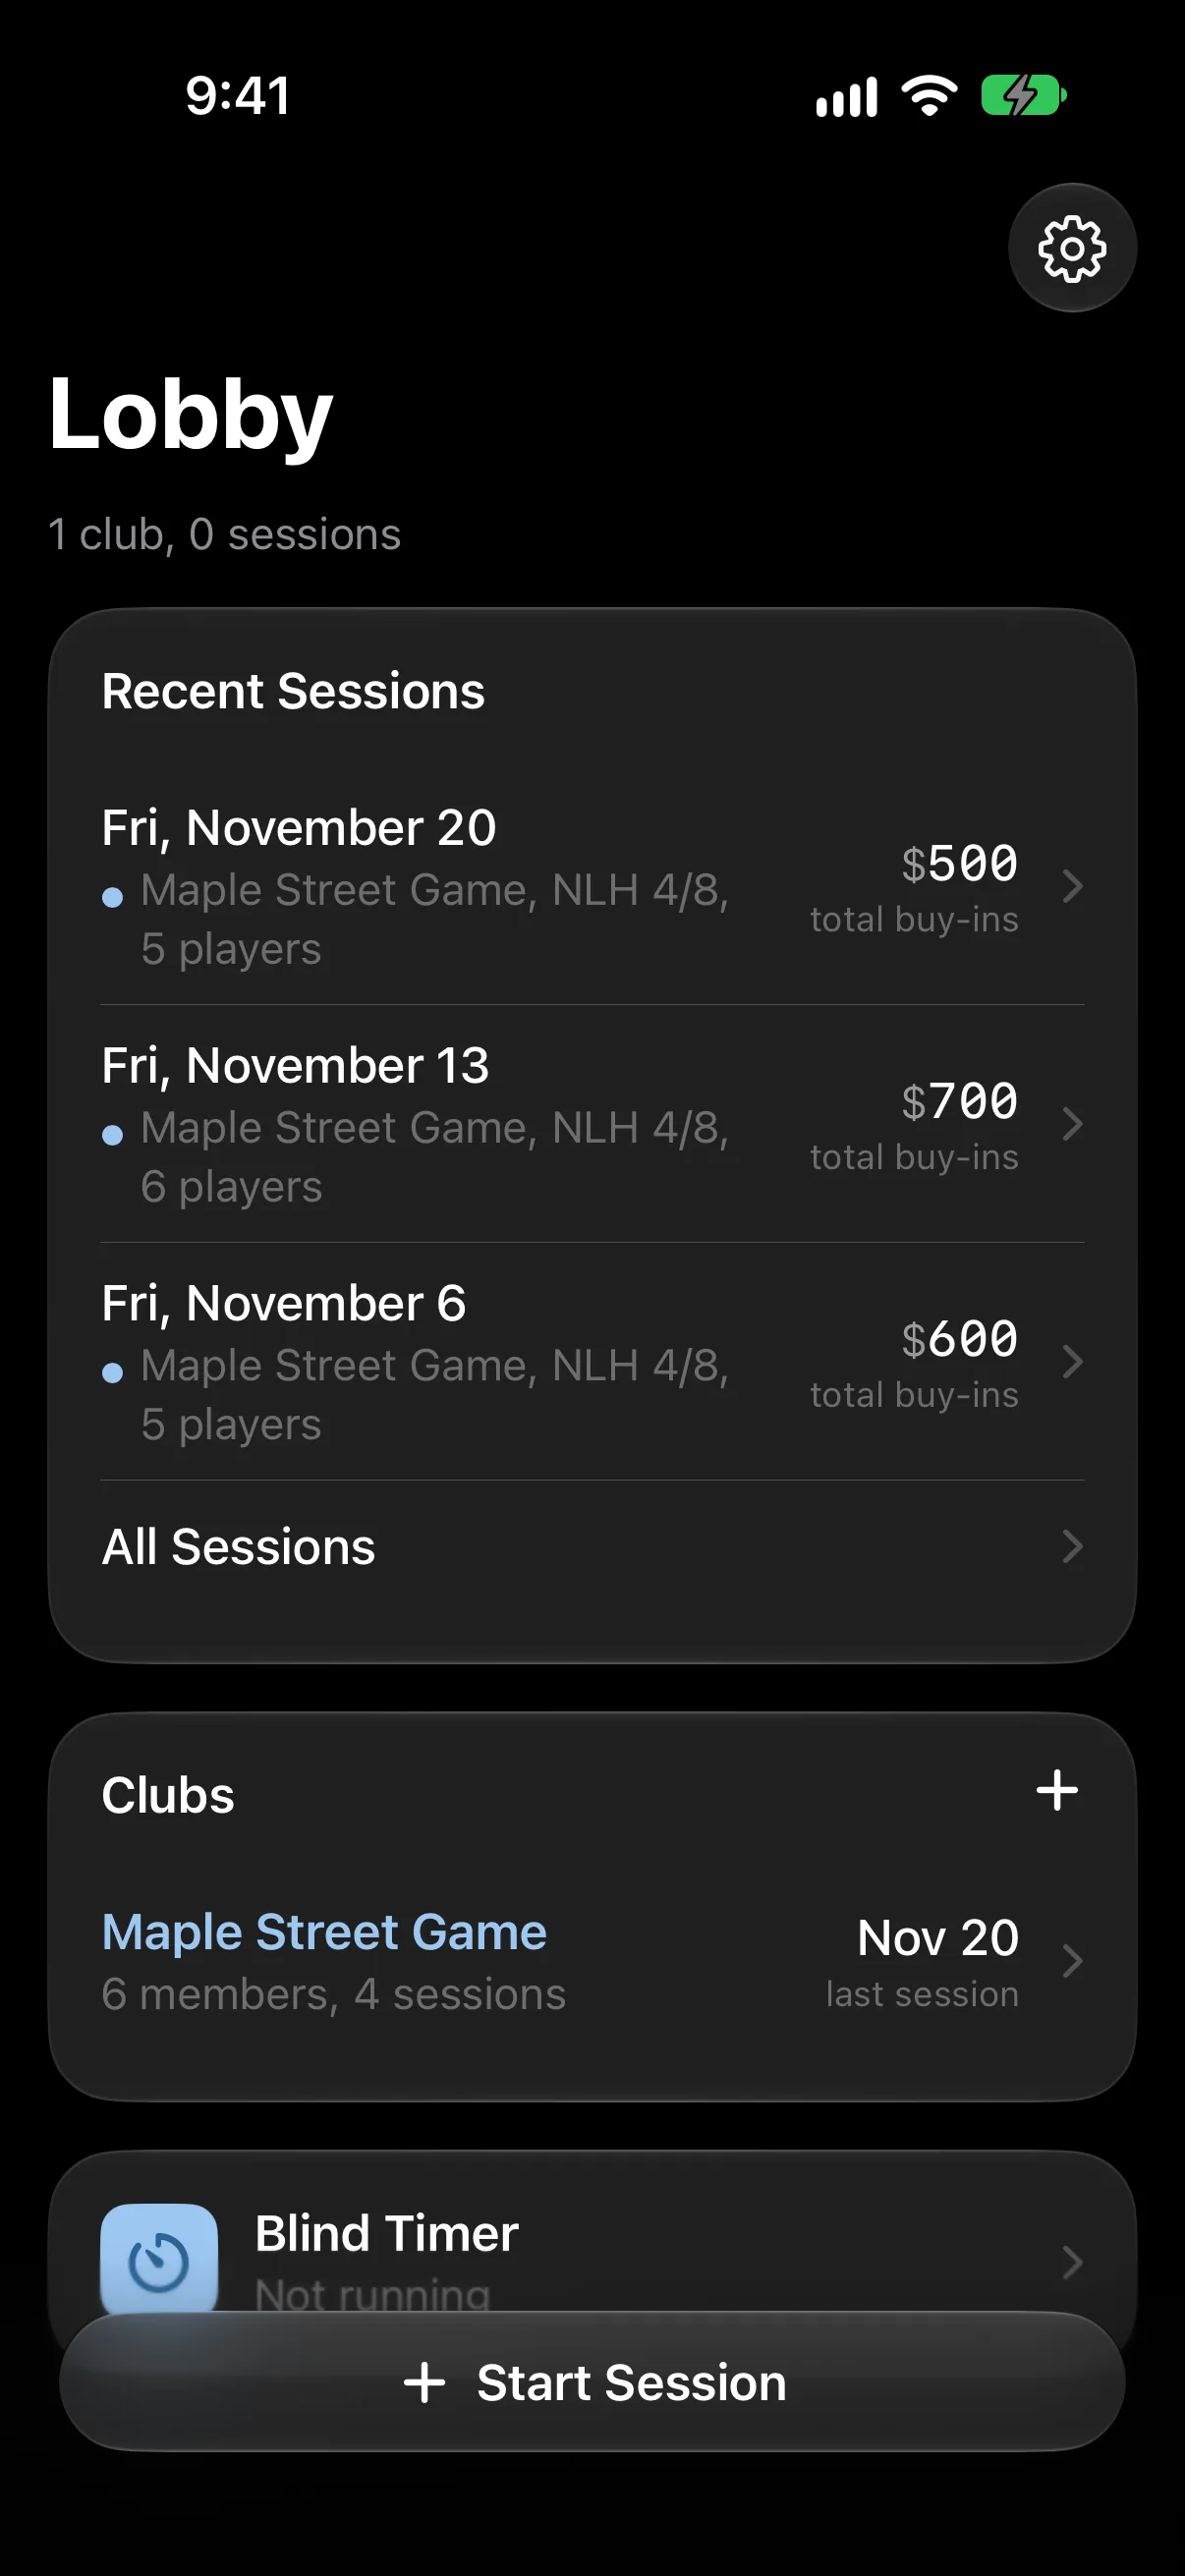 9:41
Lobby
1 club, 0 sessions
Recent Sessions
Fri, November 20
Maple Street Game, NLH 4/8,
5 players
$500
total buy-ins
Fri, November 13
Maple Street Game, NLH 4/8,
6 players
$700
total buy-ins
Fri, November 6
Maple Street Game, NLH 4/8,
5 players
$600
total buy-ins
All Sessions
Clubs
Maple Street Game
6 members, 4 sessions
Nov 20
last session
Blind Timer
Not running
Start Session